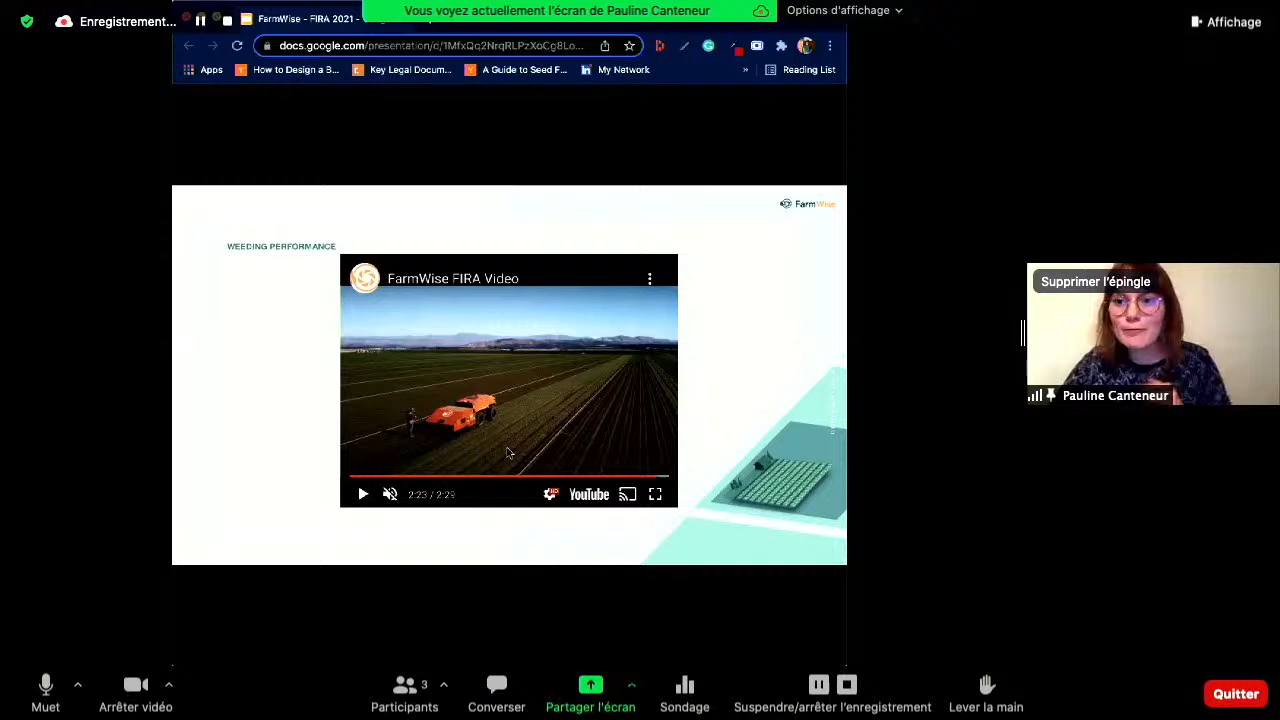 Enregistrement...
FarmWise - FIRA 2021 -
Vous voyez actuellement l'écran de Pauline Canteneur
Options d'affichage
Affichage
docs.google.com/presentation/d/1MfxQq2NrqRLPzXoCg8Lo...
Apps
How to Design a B...
Key Legal Docum...
A Guide to Seed F...
My Network
»
Reading List
FarmWise
WEEDING PERFORMANCE
FarmWise FIRA Video
2:23 / 2:29
HD
YouTube
Supprimer l'épingle
Pauline Canteneur
Muet
Arrêter vidéo
Participants
3
Converser
Partager l'écran
Sondage
Suspendre/arrêter l'enregistrement
Lever la main
Quitter